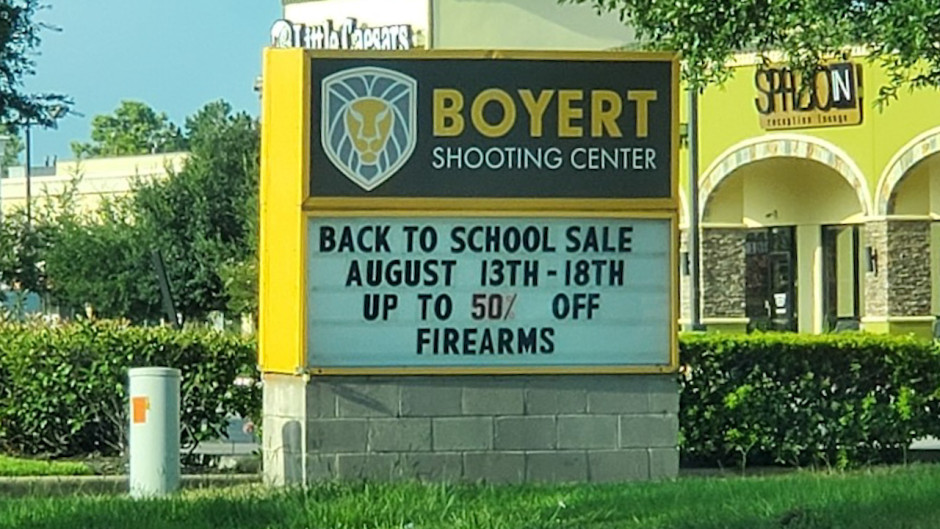 Little Caesars
SPAZIO N
reception lounge
BOYERT
SHOOTING CENTER
BACK TO SCHOOL SALE
AUGUST 13TH - 18TH
UP TO 50% OFF
FIREARMS